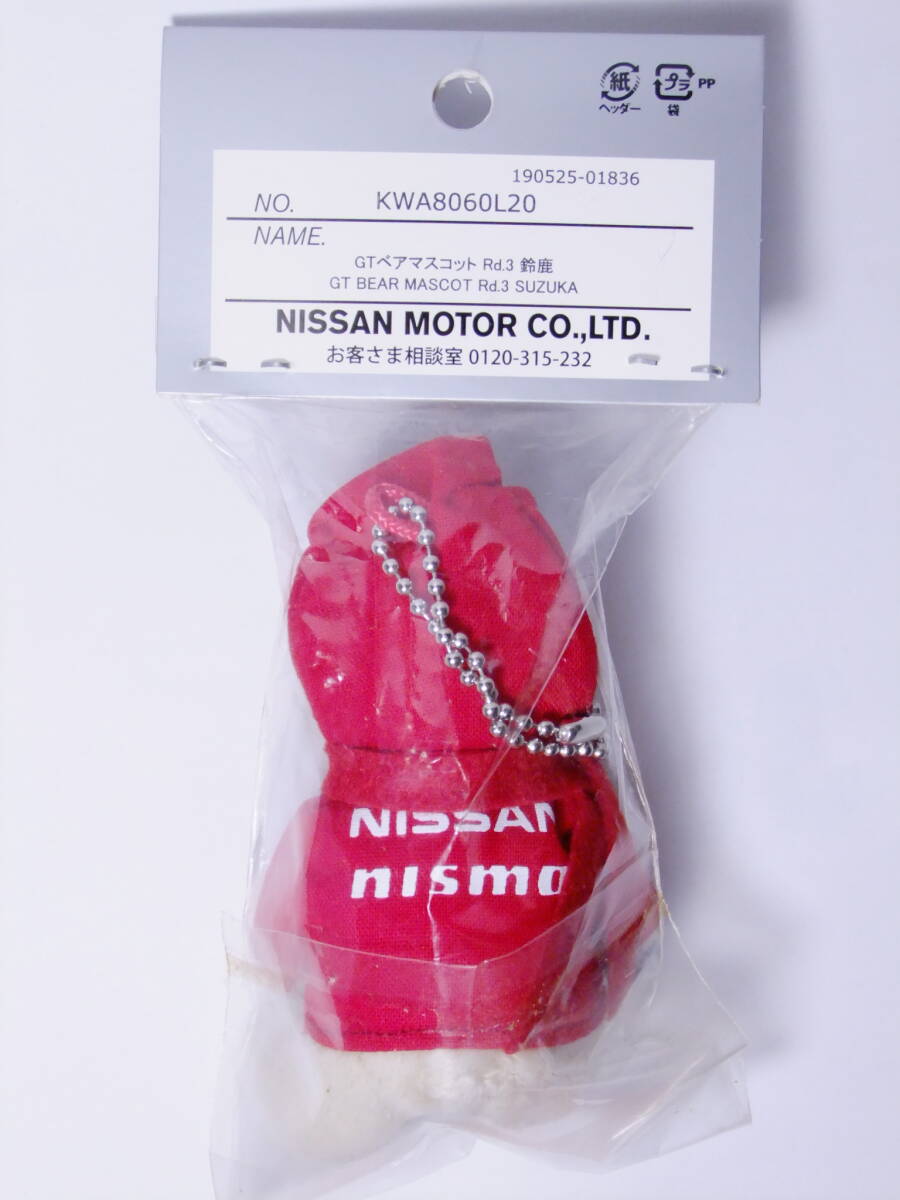 紙 プラ PP
ヘッダー 袋
190525-01836
NO. KWA8060L20
NAME.
GTベアマスコット Rd.3 鈴鹿
GT BEAR MASCOT Rd.3 SUZUKA
NISSAN MOTOR CO.,LTD.
お客さま相談室 0120-315-232
NISSAN
nismo